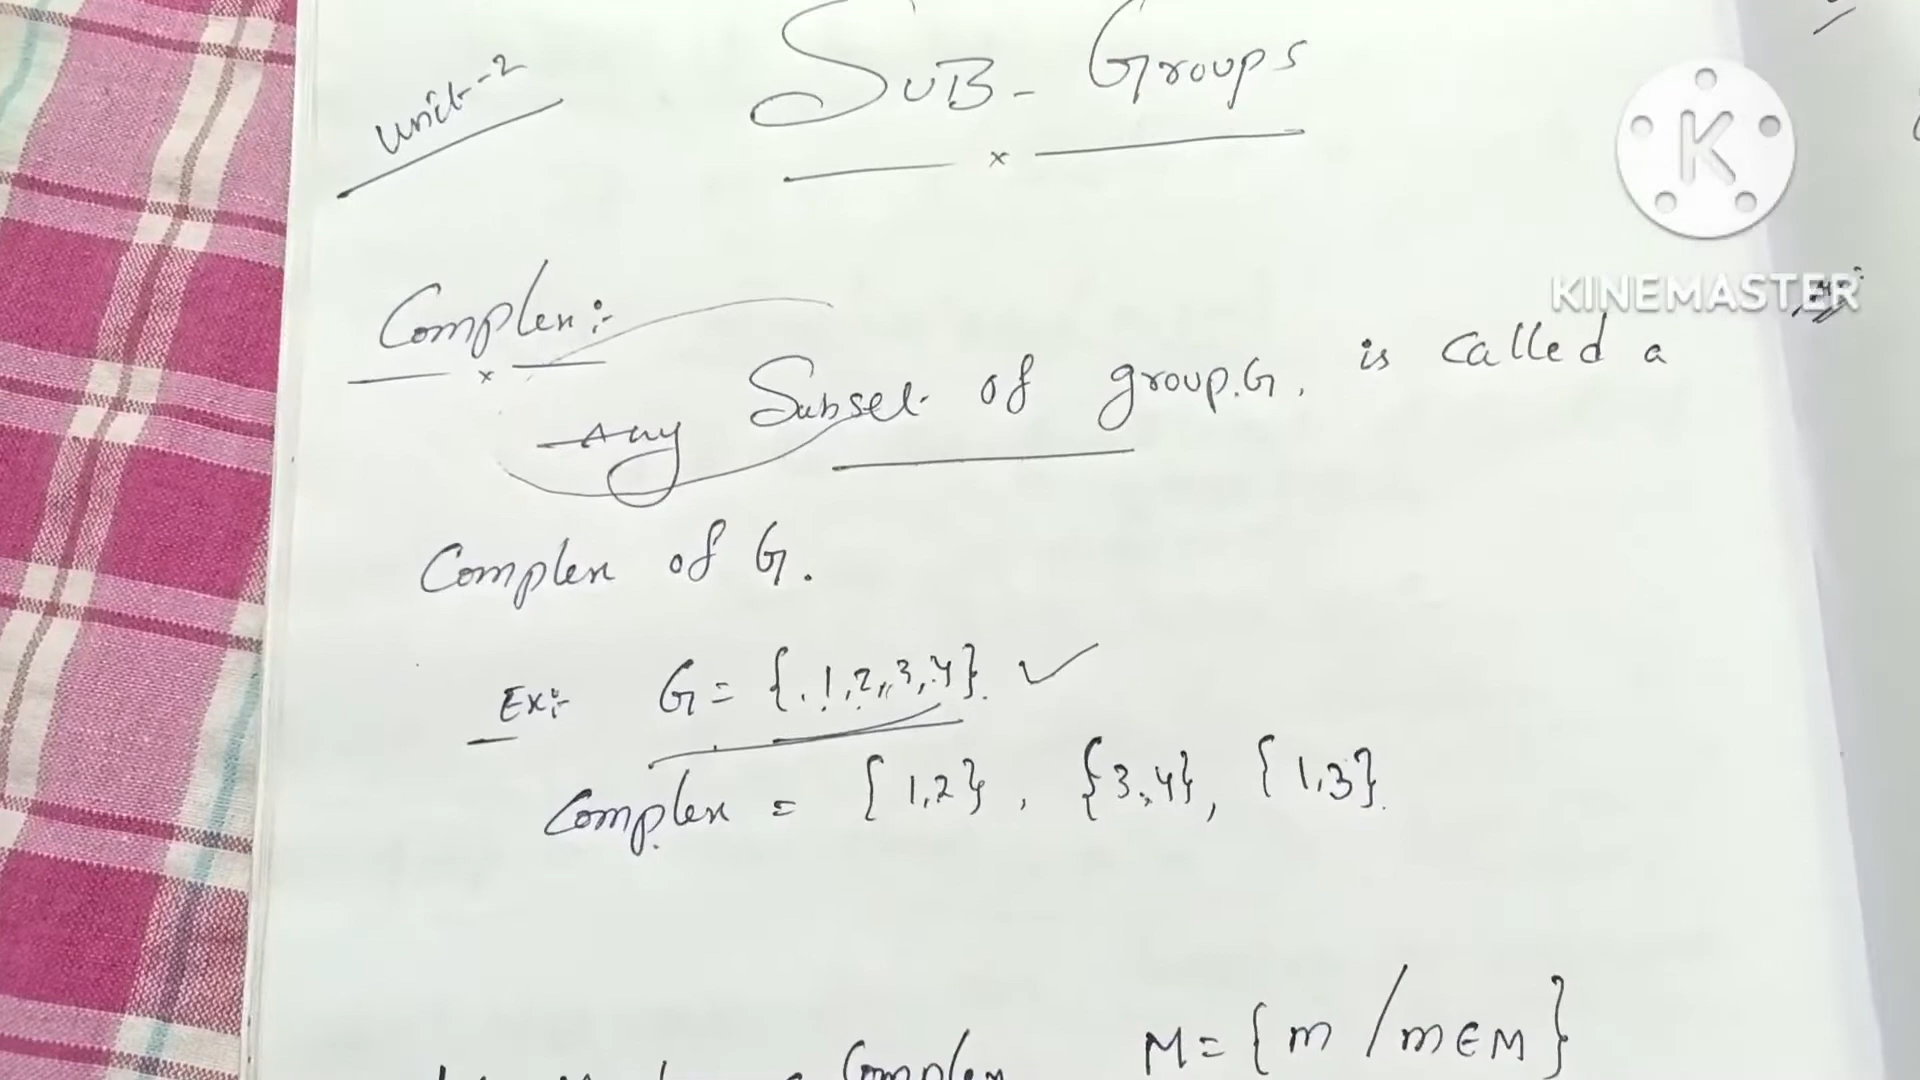 Unit-2
SUB-Groups
KINEMASTER
Complex:-
Any Subset of group.G, is called a
Complex of G.
Ex:- G = {1,2,3,4}
Complex = {1,2}, {3,4}, {1,3}.
Complex M = {m/m∈M}